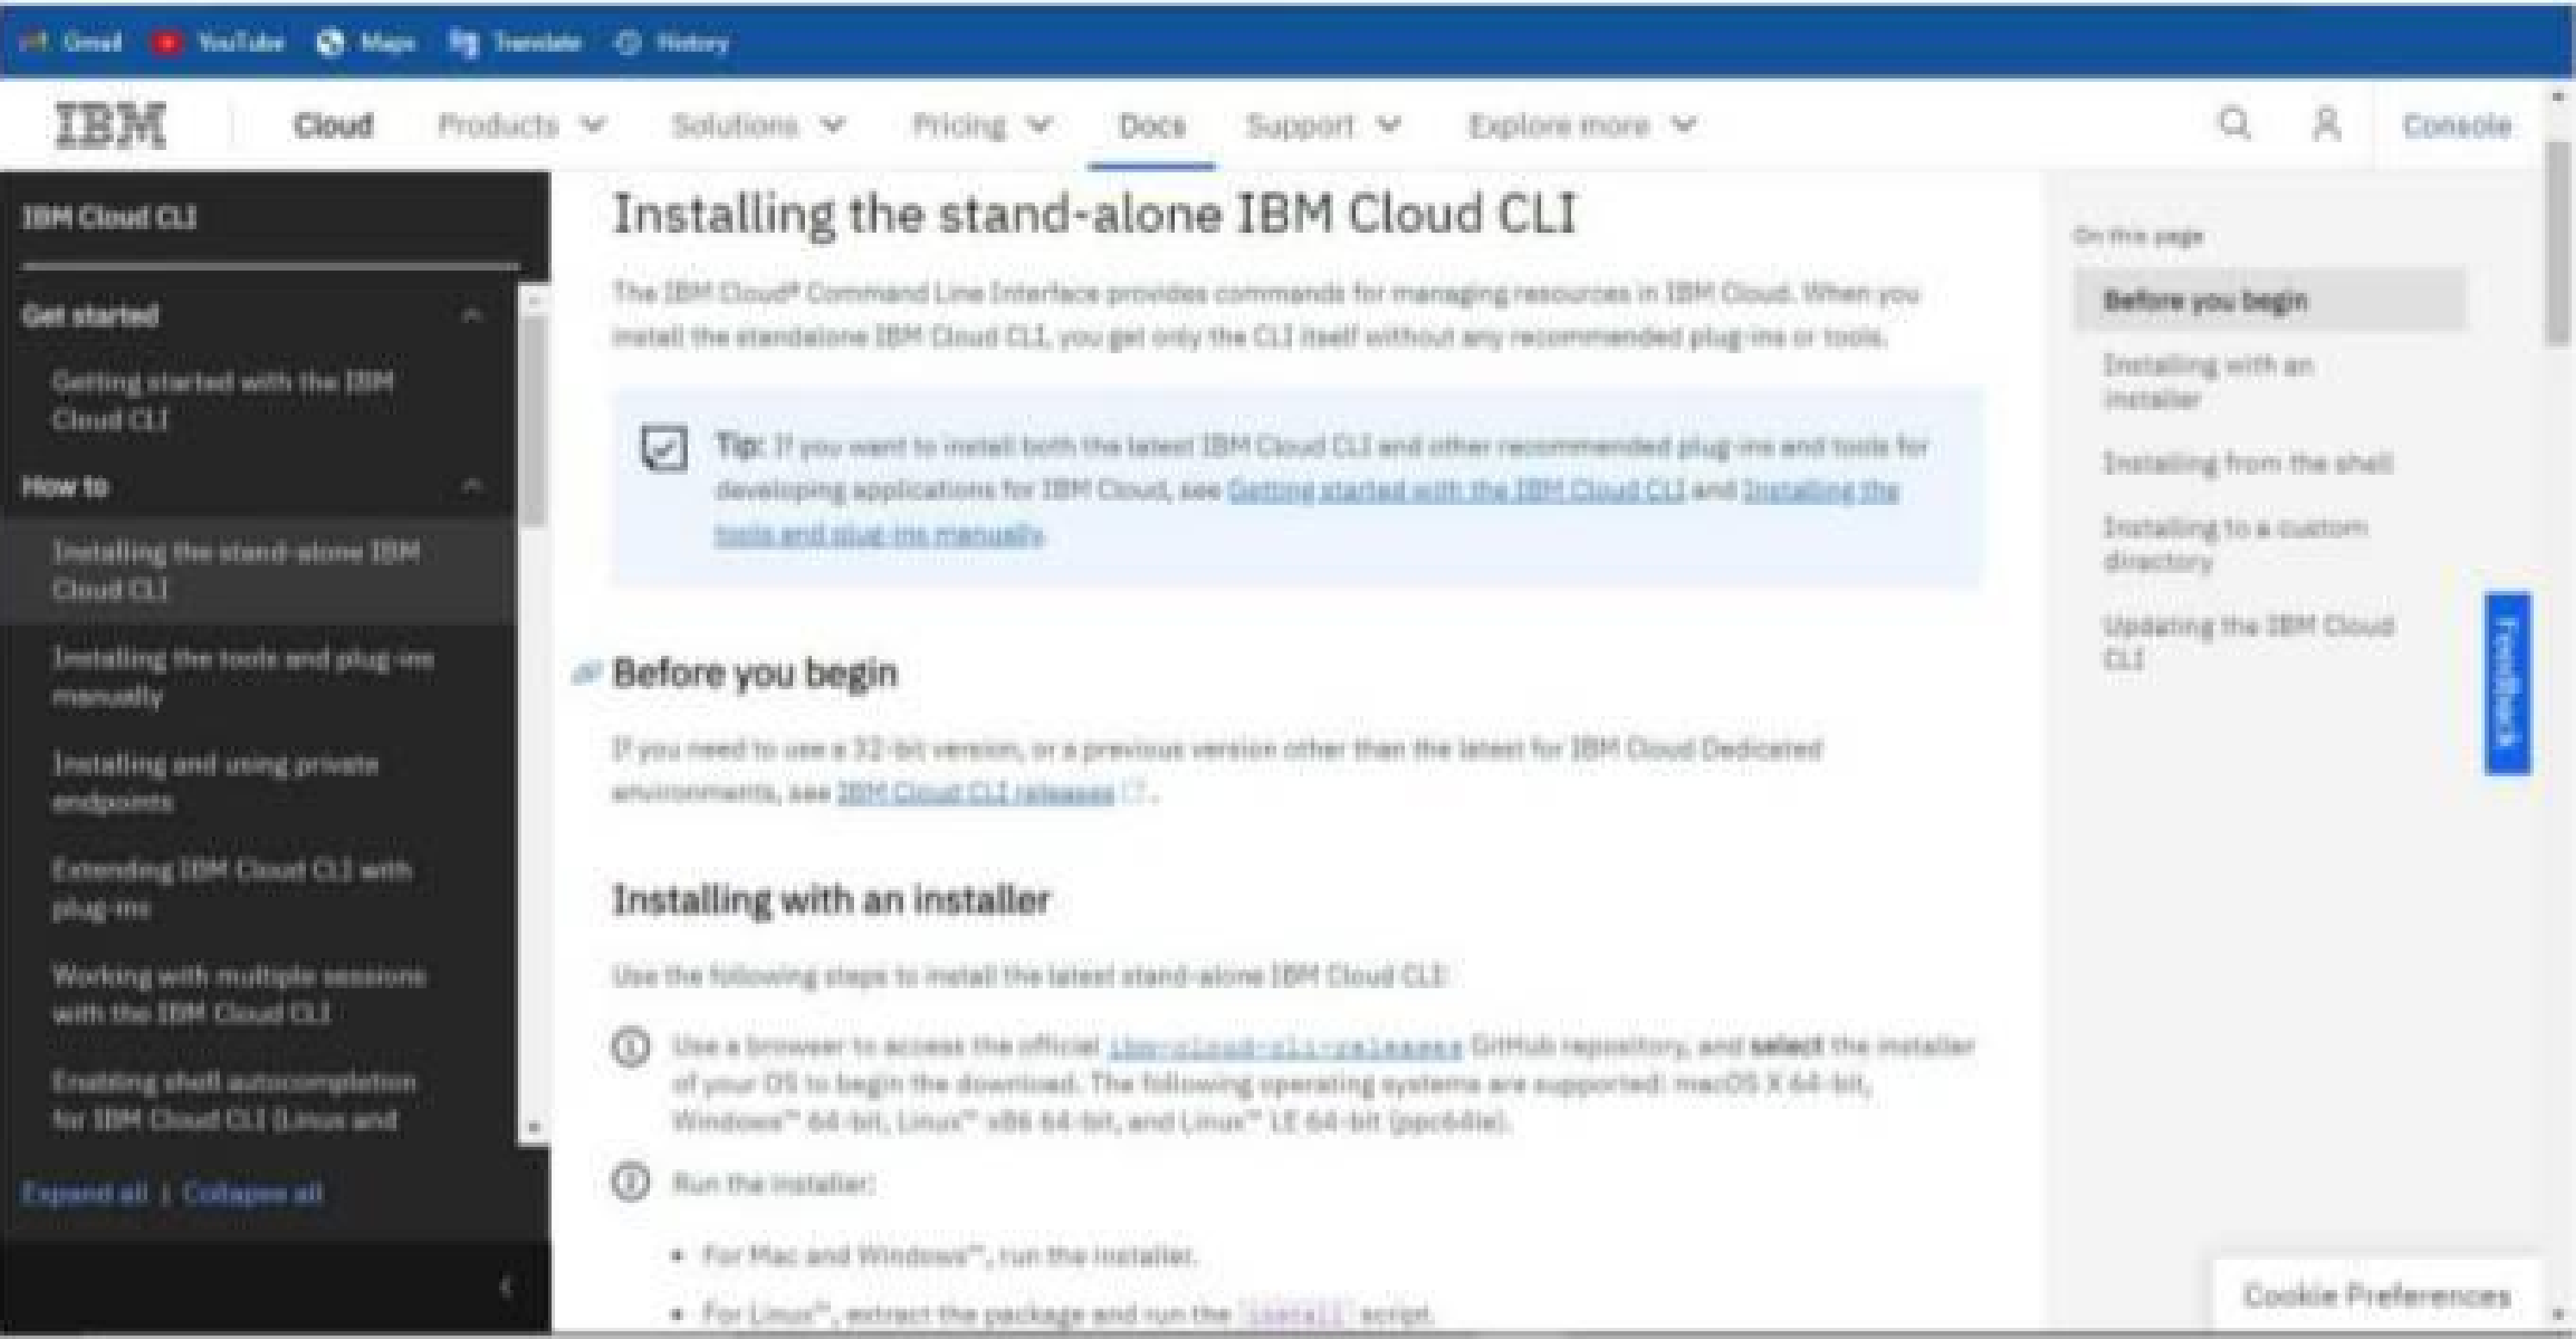 Gmail YouTube Maps Translate History
IBM Cloud Products Solutions Pricing Docs Support Explore more Console
IBM Cloud CLI
Get started
Getting started with the IBM
Cloud CLI
How to
Installing the stand-alone IBM
Cloud CLI
Installing the tools and plug-ins
manually
Installing and using private
endpoints
Extending IBM Cloud CLI with
plug-ins
Working with multiple sessions
with the IBM Cloud CLI
Enabling shell autocompletion
for IBM Cloud CLI (Linux and
Expand all | Collapse all
Installing the stand-alone IBM Cloud CLI
The IBM Cloud® Command Line Interface provides commands for managing resources in IBM Cloud. When you
install the standalone IBM Cloud CLI, you get only the CLI itself without any recommended plug-ins or tools.
Tip: If you want to install both the latest IBM Cloud CLI and other recommended plug-ins and tools for
developing applications for IBM Cloud, see Getting started with the IBM Cloud CLI and Installing the
tools and plug-ins manually.
Before you begin
If you need to use a 32-bit version, or a previous version other than the latest for IBM Cloud Dedicated
environments, see IBM Cloud CLI releases.
Installing with an installer
Use the following steps to install the latest stand-alone IBM Cloud CLI:
1 Use a browser to access the official ibm-cloud-cli-releases GitHub repository, and select the installer
of your OS to begin the download. The following operating systems are supported: macOS X 64-bit,
Windows™ 64-bit, Linux™ x86 64-bit, and Linux™ LE 64-bit (ppc64le).
2 Run the installer:
• For Mac and Windows™, run the installer.
• For Linux™, extract the package and run the install script.
On this page
Before you begin
Installing with an
installer
Installing from the shell
Installing to a custom
directory
Updating the IBM Cloud
CLI
Feedback
Cookie Preferences